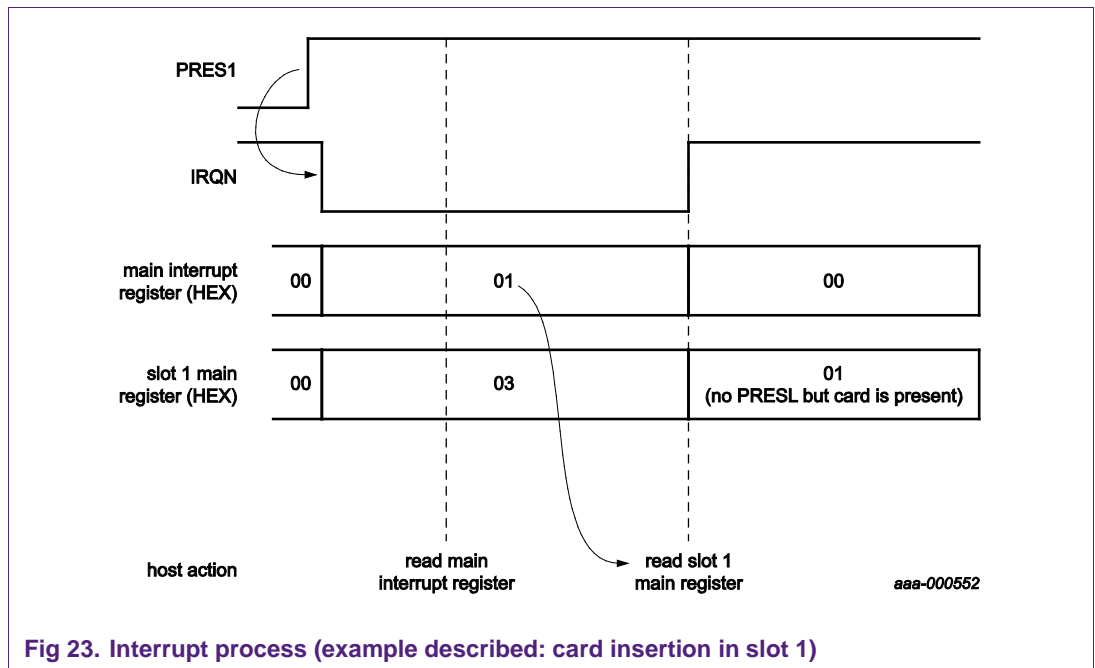 PRES1
IRQN
main interrupt
register (HEX)
00
01
00
slot 1 main
register (HEX)
00
03
01
(no PRESL but card is present)
host action
read main
interrupt register
read slot 1
main register
aaa-000552
Fig 23. Interrupt process (example described: card insertion in slot 1)